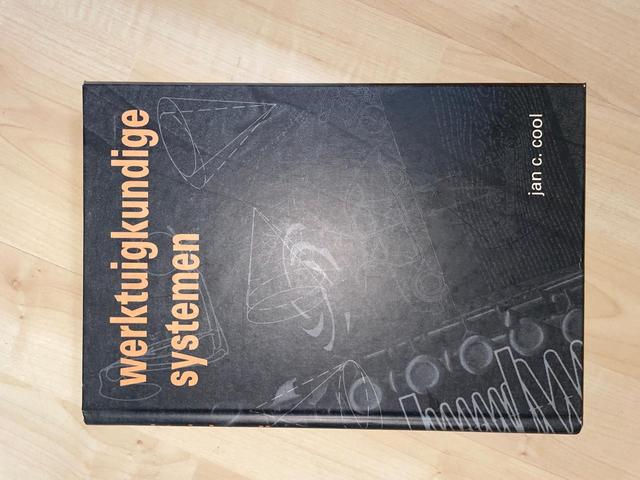 werktuigkundige
systemen
jan c. cool